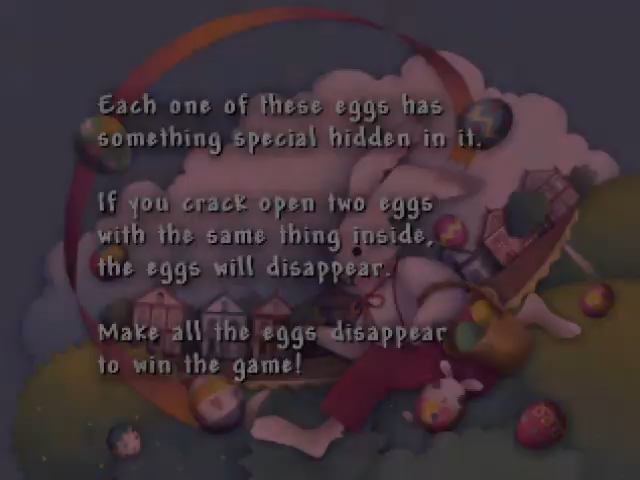 Each one of these eggs has
something special hidden in it.
If you crack open two eggs
with the same thing inside,
the eggs will disappear.
Make all the eggs disappear
to win the game!